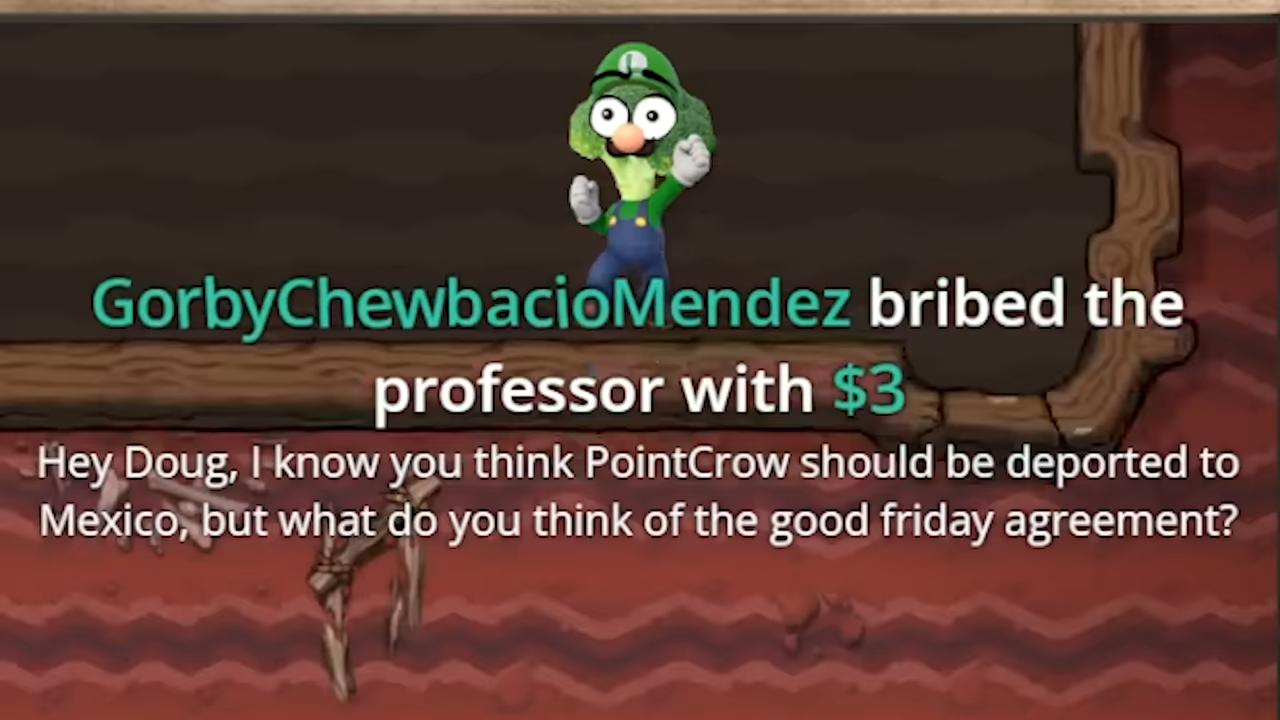 GorbyChewbacioMendez bribed the
professor with $3
Hey Doug, I know you think PointCrow should be deported to
Mexico, but what do you think of the good friday agreement?